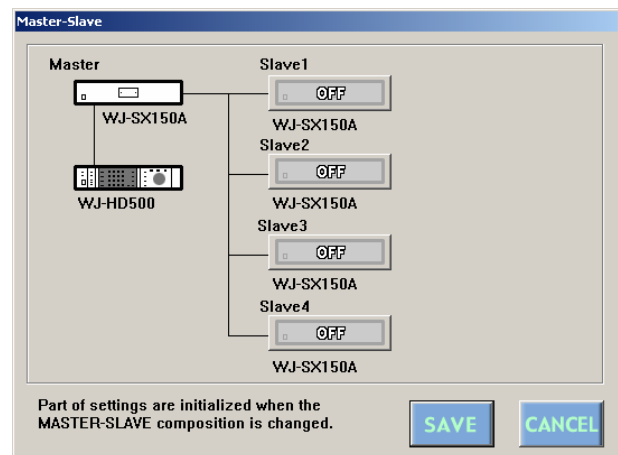 Master-Slave
Master
Slave1
OFF
WJ-SX150A
WJ-SX150A
Slave2
OFF
WJ-HD500
WJ-SX150A
Slave3
OFF
WJ-SX150A
Slave4
OFF
WJ-SX150A
Part of settings are initialized when the
MASTER-SLAVE composition is changed.
SAVE
CANCEL